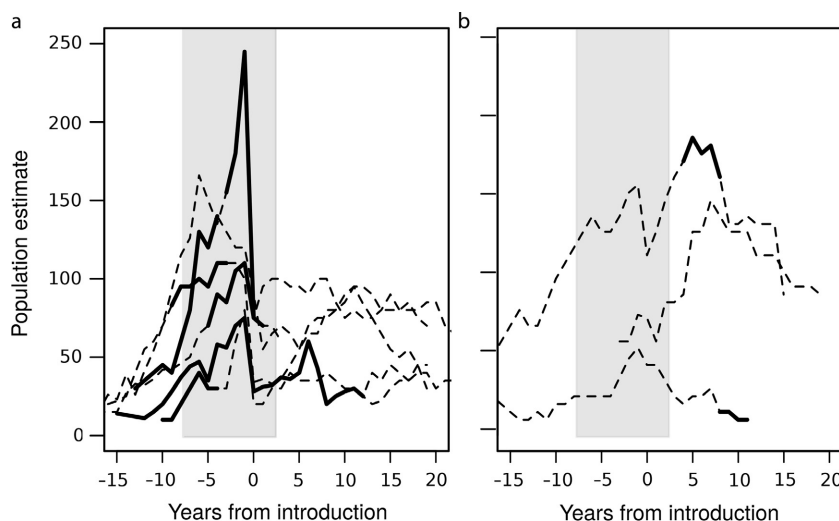 a
b
250
200
150
100
50
0
Population estimate
-15 -10 -5 0 5 10 15 20
-15 -10 -5 0 5 10 15 20
Years from introduction
Years from introduction